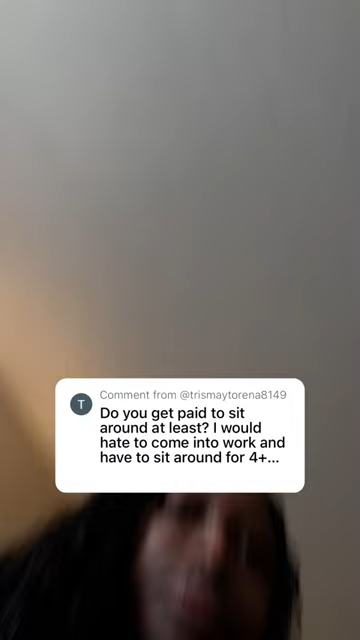 T
Comment from @trismaytorena8149
Do you get paid to sit
around at least? I would
hate to come into work and
have to sit around for 4+...